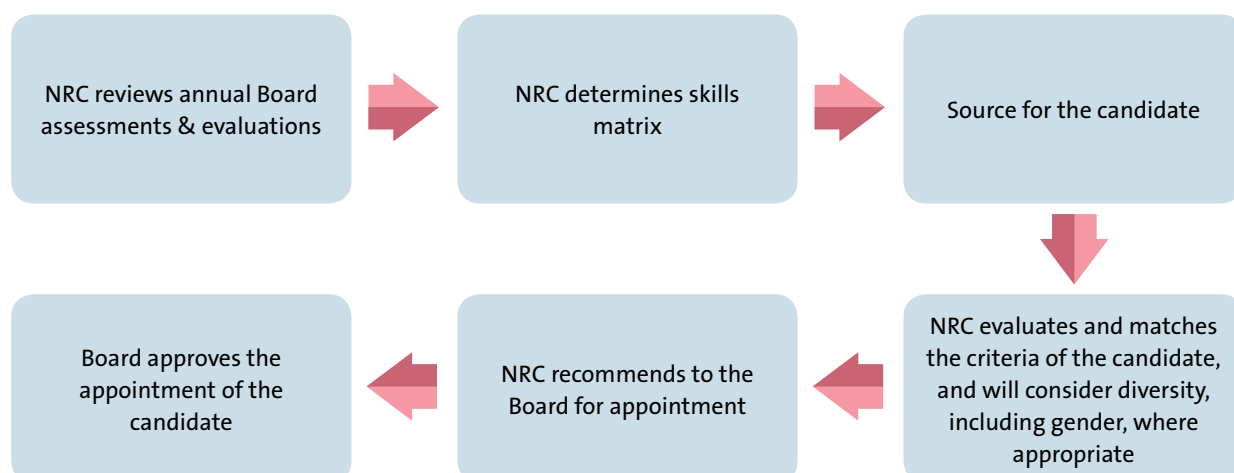 NRC reviews annual Board
assessments & evaluations
NRC determines skills
matrix
Source for the candidate
NRC evaluates and matches
the criteria of the candidate,
and will consider diversity,
including gender, where
appropriate
NRC recommends to the
Board for appointment
Board approves the
appointment of the
candidate